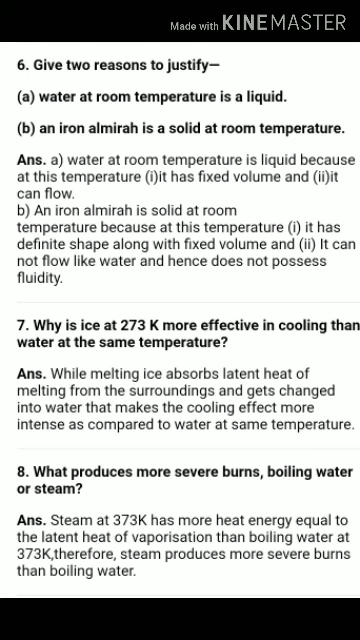 Made with KINEMASTER
6. Give two reasons to justify—
(a) water at room temperature is a liquid.
(b) an iron almirah is a solid at room temperature.
Ans. a) water at room temperature is liquid because
at this temperature (i)it has fixed volume and (ii)it
can flow.
b) An iron almirah is solid at room
temperature because at this temperature (i) it has
definite shape along with fixed volume and (ii) It can
not flow like water and hence does not possess
fluidity.
7. Why is ice at 273 K more effective in cooling than
water at the same temperature?
Ans. While melting ice absorbs latent heat of
melting from the surroundings and gets changed
into water that makes the cooling effect more
intense as compared to water at same temperature.
8. What produces more severe burns, boiling water
or steam?
Ans. Steam at 373K has more heat energy equal to
the latent heat of vaporisation than boiling water at
373K,therefore, steam produces more severe burns
than boiling water.